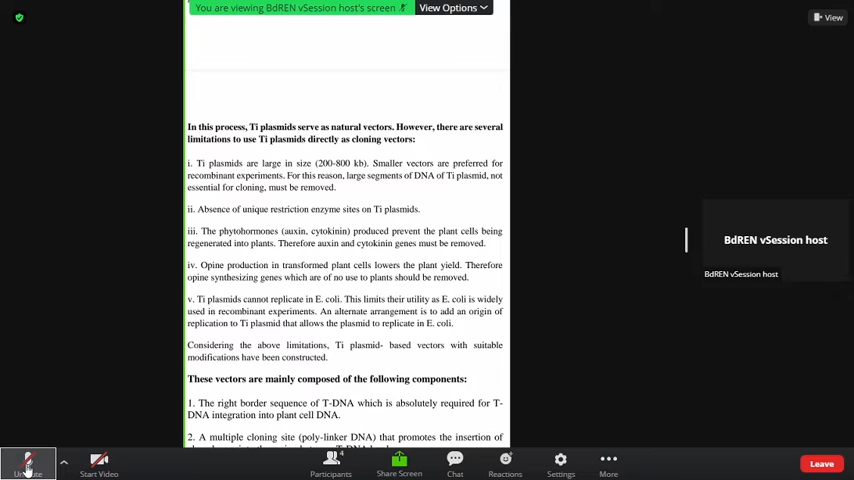 You are viewing BdREN vSession host's screen
View Options
View
In this process, Ti plasmids serve as natural vectors. However, there are several
limitations to use Ti plasmids directly as cloning vectors:
i. Ti plasmids are large in size (200-800 kb). Smaller vectors are preferred for
recombinant experiments. For this reason, large segments of DNA of Ti plasmid, not
essential for cloning, must be removed.
ii. Absence of unique restriction enzyme sites on Ti plasmids.
iii. The phytohormones (auxin, cytokinin) produced prevent the plant cells being
regenerated into plants. Therefore auxin and cytokinin genes must be removed.
iv. Opine production in transformed plant cells lowers the plant yield. Therefore
opine synthesizing genes which are of no use to plants should be removed.
v. Ti plasmids cannot replicate in E. coli. This limits their utility as E. coli is widely
used in recombinant experiments. An alternate arrangement is to add an origin of
replication to Ti plasmid that allows the plasmid to replicate in E. coli.
Considering the above limitations, Ti plasmid- based vectors with suitable
modifications have been constructed.
These vectors are mainly composed of the following components:
1. The right border sequence of T-DNA which is absolutely required for T-
DNA integration into plant cell DNA.
2. A multiple cloning site (poly-linker DNA) that promotes the insertion of
BdREN vSession host
BdREN vSession host
Unmute
Start Video
Participants
4
Share Screen
Chat
Reactions
Settings
More
Leave